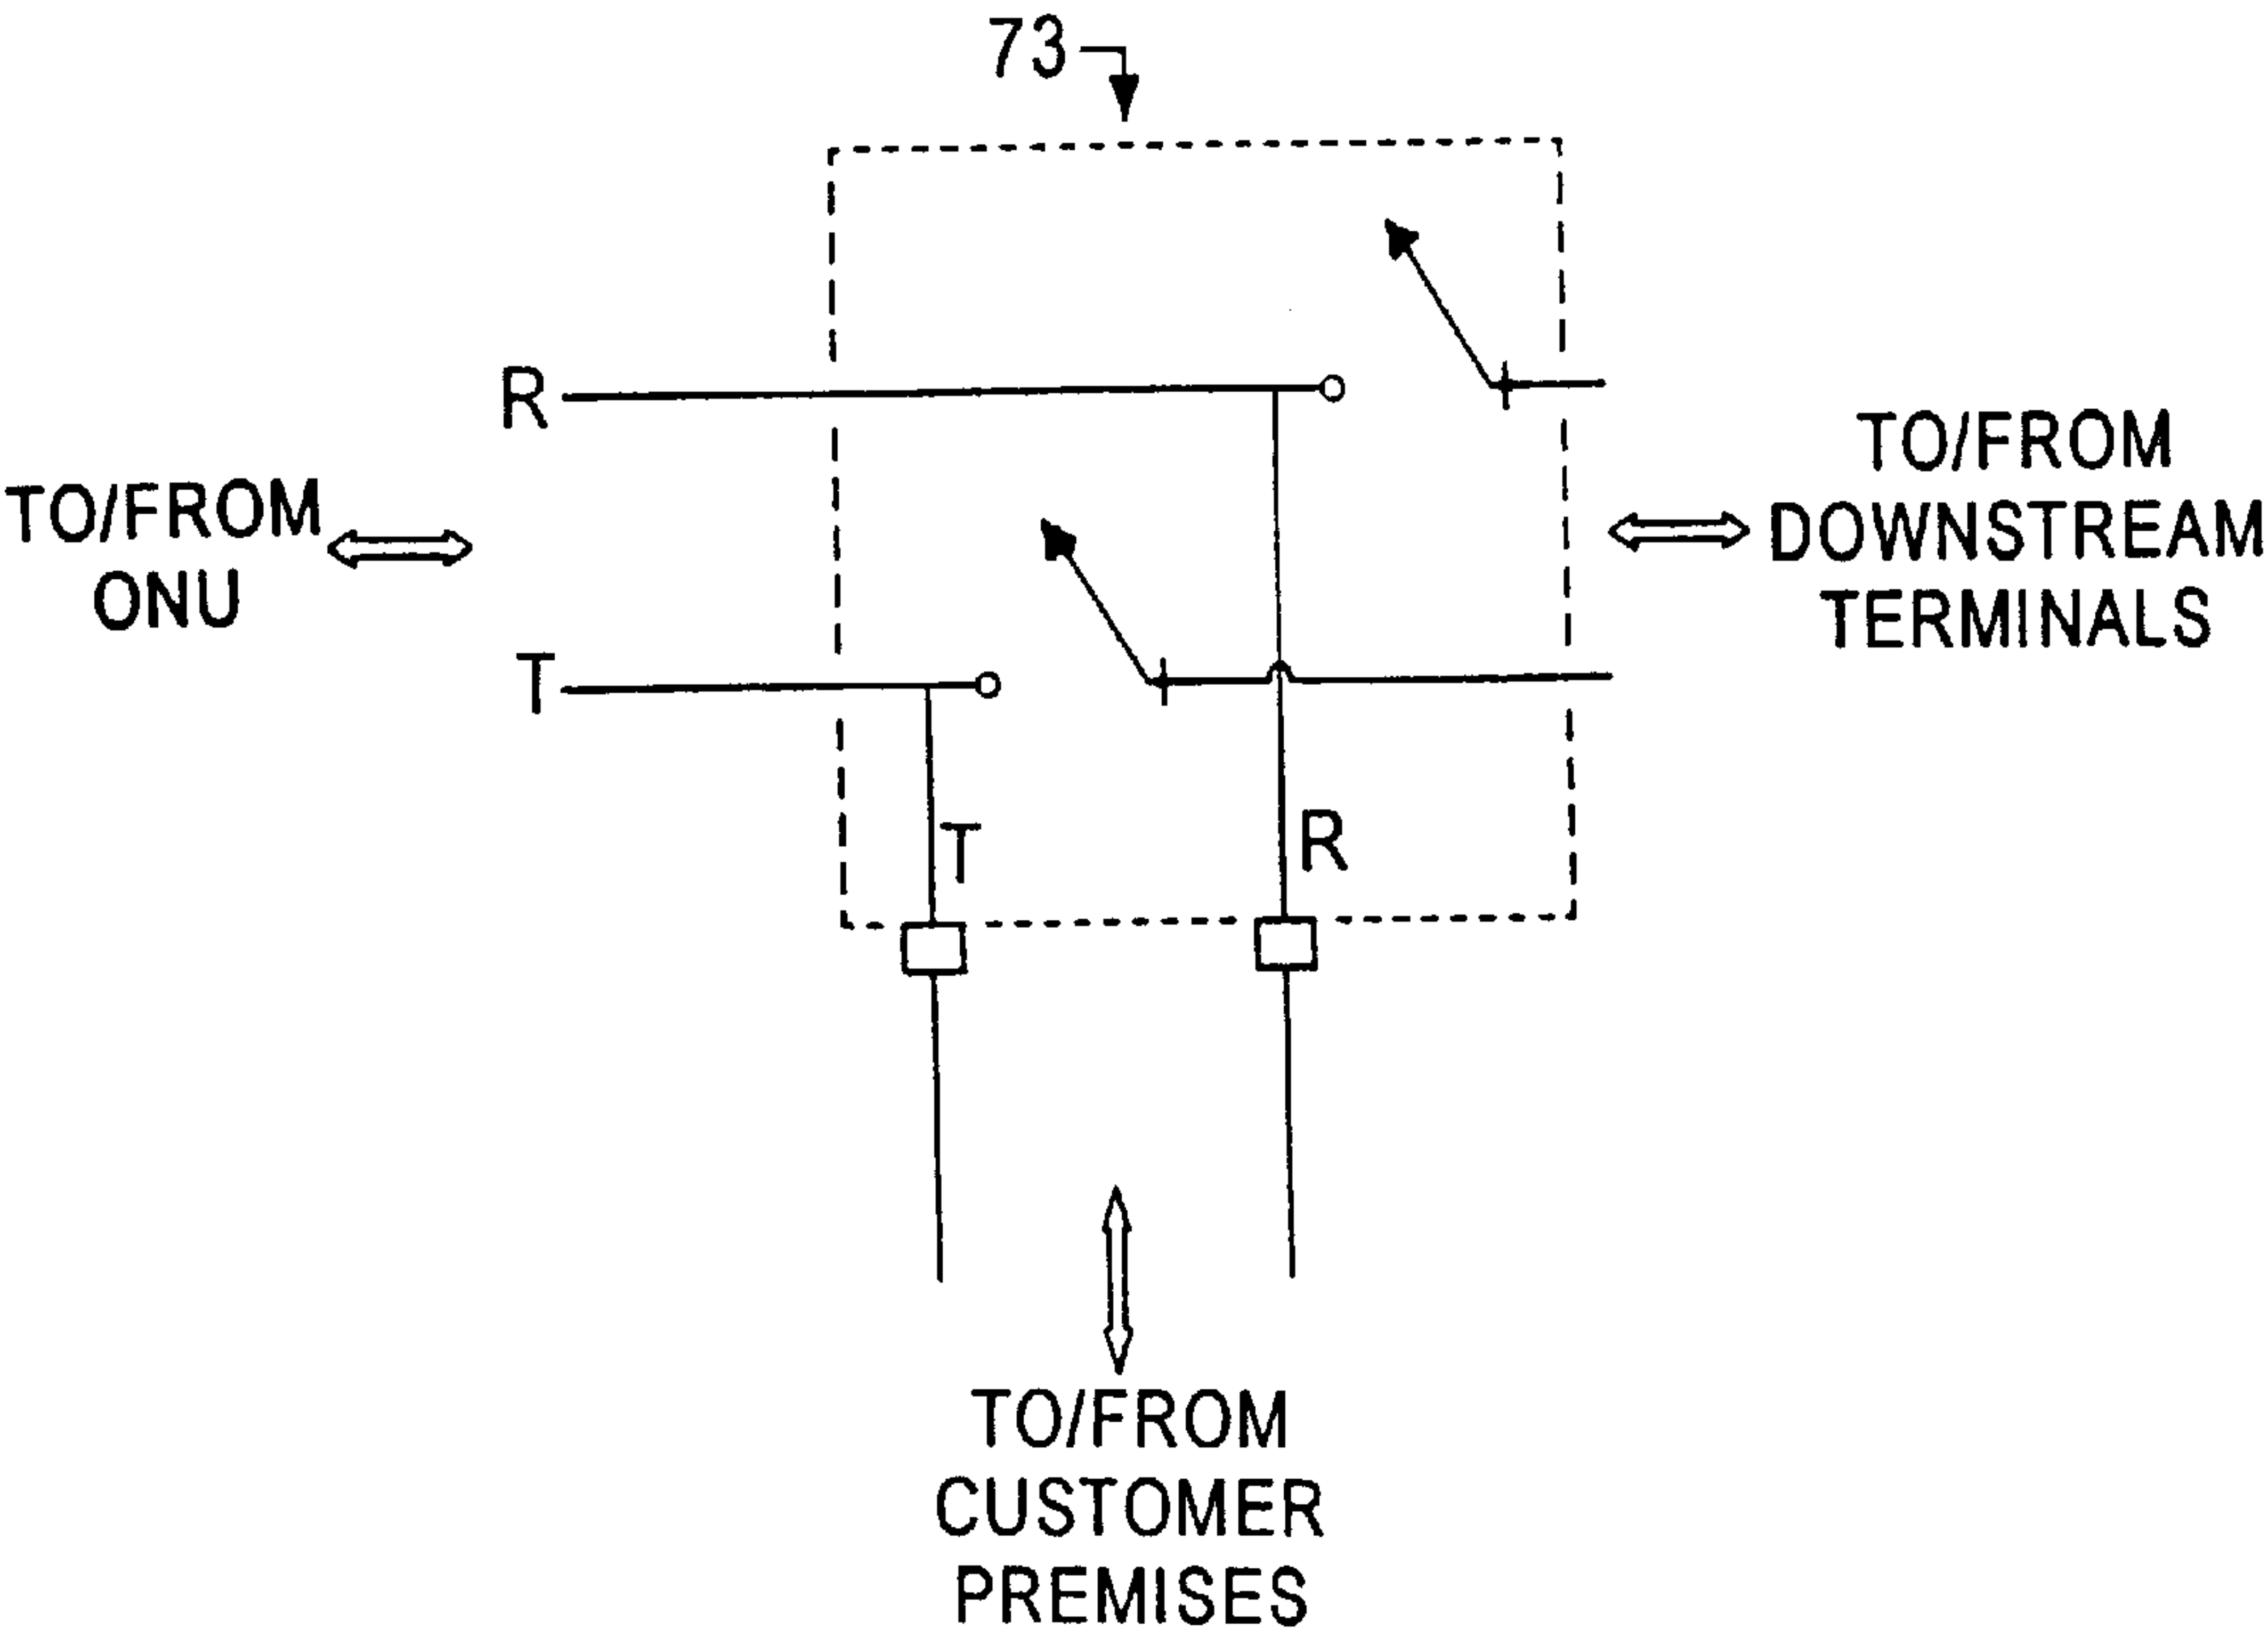 73
R
TO/FROM
ONU
TO/FROM
DOWNSTREAM
TERMINALS
T
T
R
TO/FROM
CUSTOMER
PREMISES